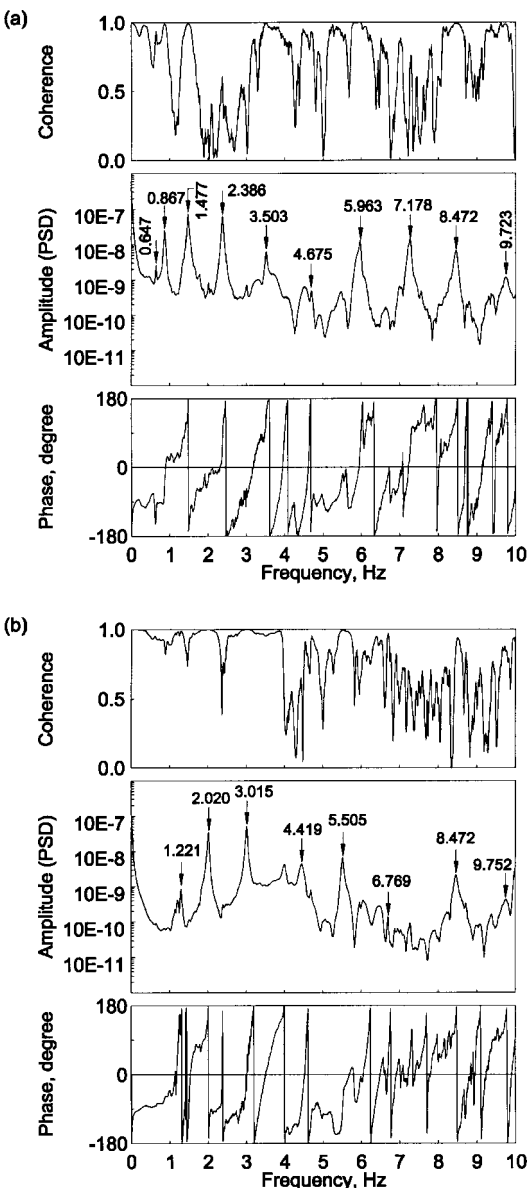 (a)
1.0
0.5
0.0
Coherence
0.647
0.867
1.477
2.386
3.503
4.675
5.963
7.178
8.472
9.723
10E-7
10E-8
10E-9
10E-10
10E-11
Amplitude (PSD)
180
0
-180
Phase, degree
0 1 2 3 4 5 6 7 8 9 10
Frequency, Hz
(b)
1.0
0.5
0.0
Coherence
1.221
2.020
3.015
4.419
5.505
6.769
8.472
9.752
10E-7
10E-8
10E-9
10E-10
10E-11
Amplitude (PSD)
180
0
-180
Phase, degree
0 1 2 3 4 5 6 7 8 9 10
Frequency, Hz